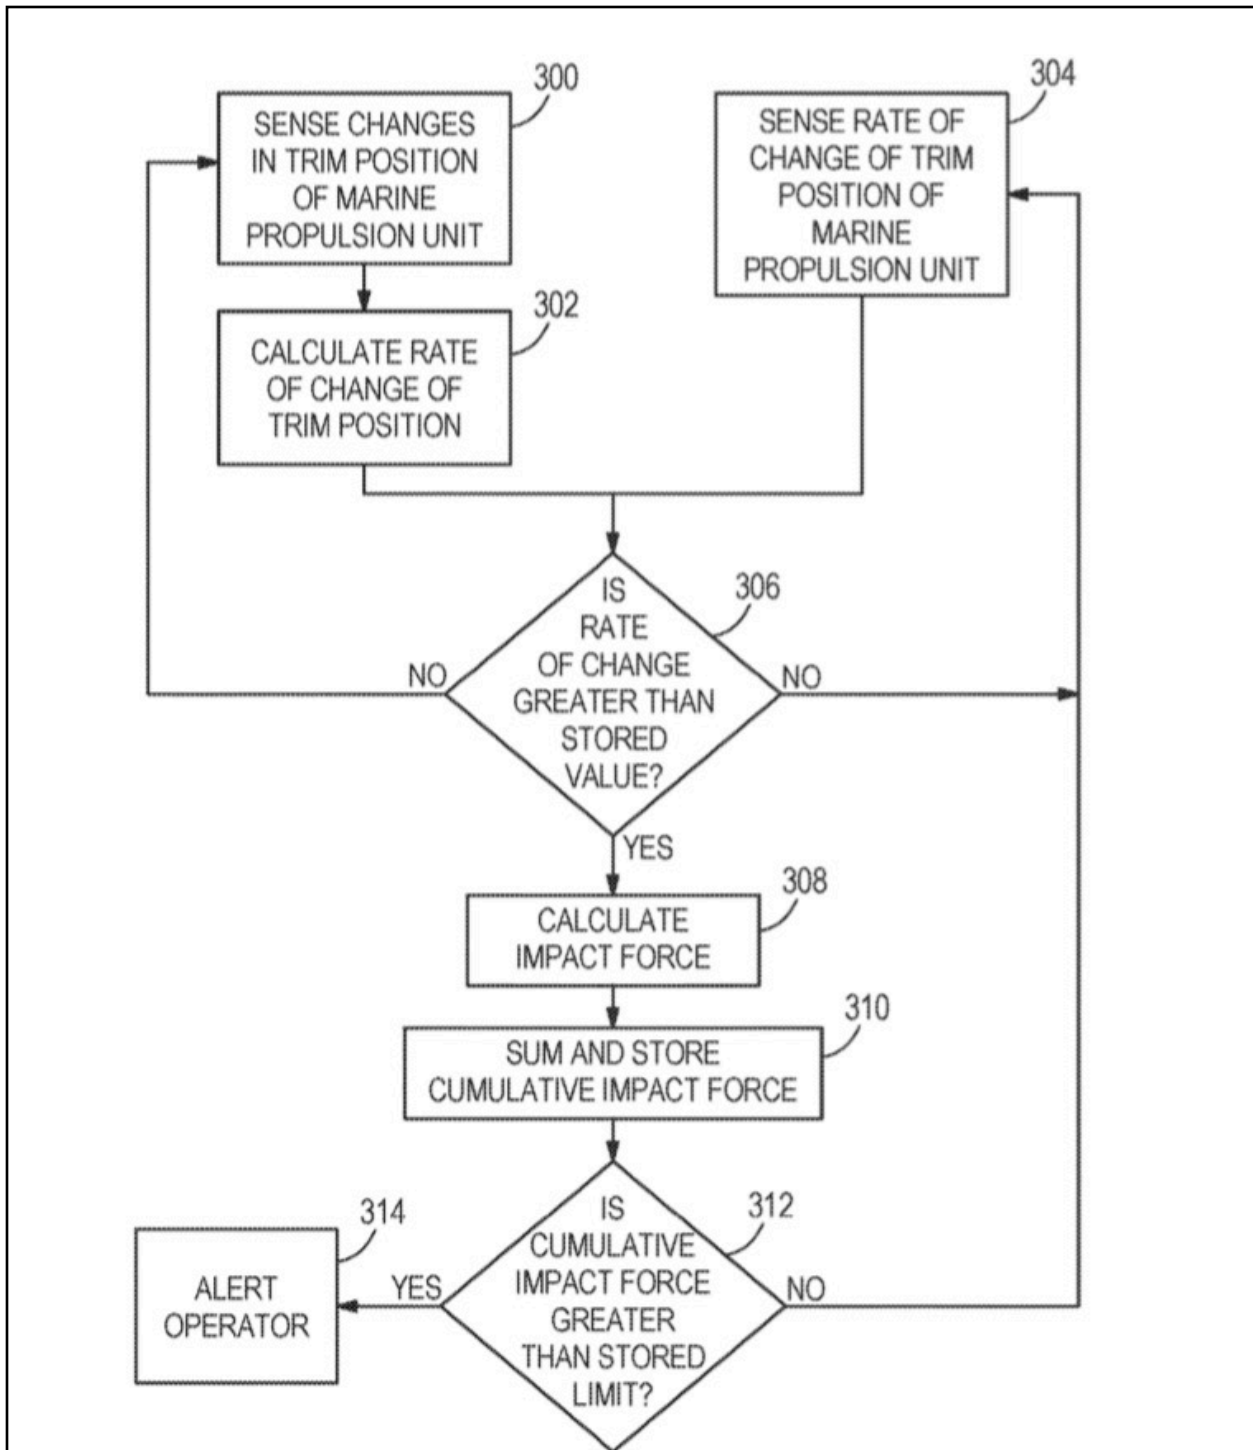 300
SENSE CHANGES
IN TRIM POSITION
OF MARINE
PROPULSION UNIT
304
SENSE RATE OF
CHANGE OF TRIM
POSITION OF
MARINE
PROPULSION UNIT
302
CALCULATE RATE
OF CHANGE OF
TRIM POSITION
306
IS
RATE
OF CHANGE
GREATER THAN
STORED
VALUE?
NO
NO
YES
308
CALCULATE
IMPACT FORCE
310
SUM AND STORE
CUMULATIVE IMPACT FORCE
312
IS
CUMULATIVE
IMPACT FORCE
GREATER
THAN STORED
LIMIT?
YES
NO
314
ALERT
OPERATOR